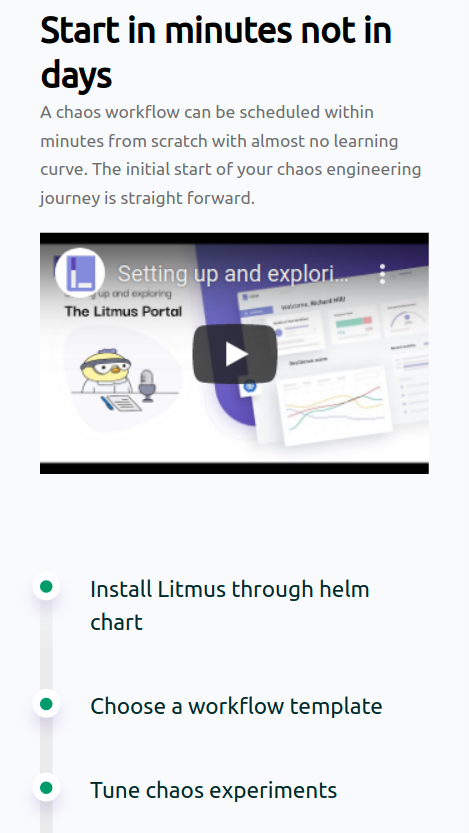 Start in minutes not in
days
A chaos workflow can be scheduled within
minutes from scratch with almost no learning
curve. The initial start of your chaos engineering
journey is straight forward.
Setting up and explori...
up and exploring
The Litmus Portal
Welcome, Richard Hill!
Resilience score
Install Litmus through helm
chart
Choose a workflow template
Tune chaos experiments